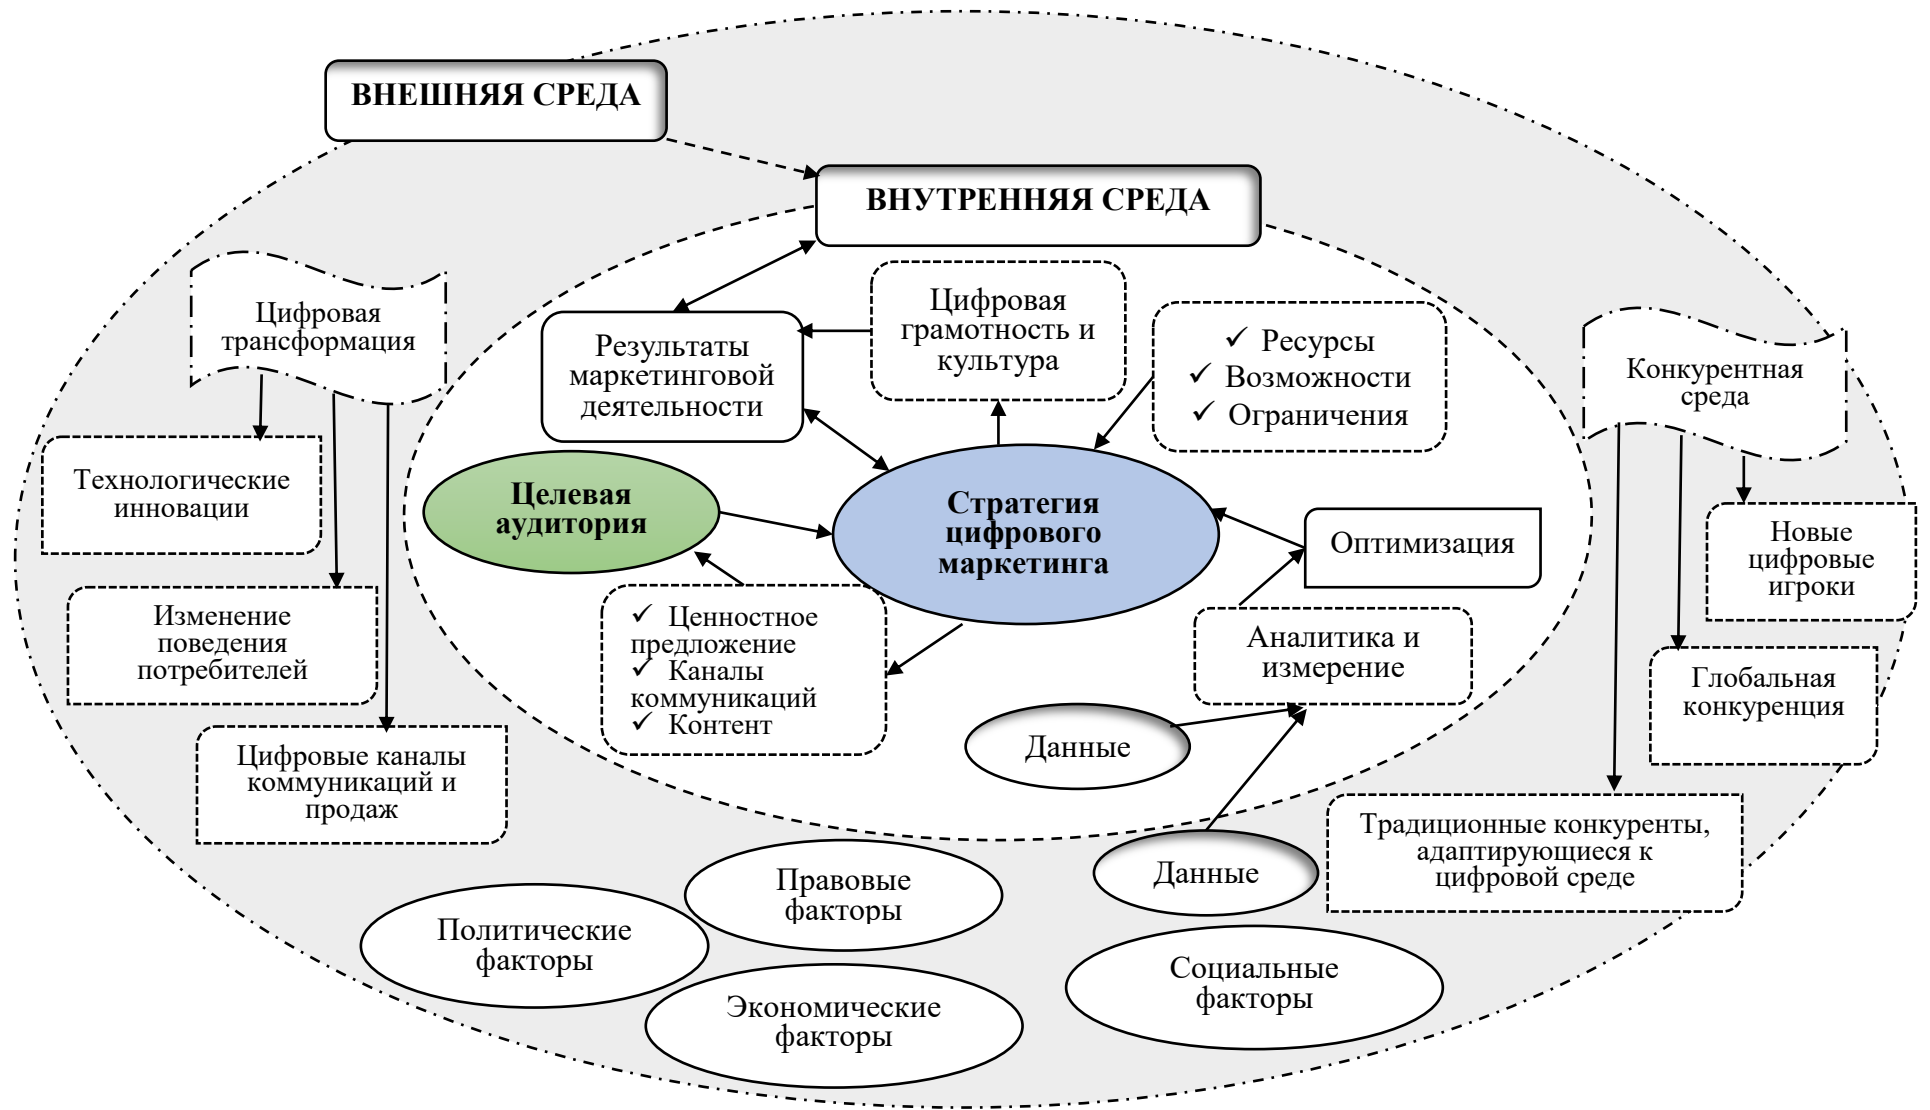 ВНЕШНЯЯ СРЕДА
ВНУТРЕННЯЯ СРЕДА
Цифровая
трансформация
Технологические
инновации
Изменение
поведения
потребителей
Цифровые каналы
коммуникаций и
продаж
Результаты
маркетинговой
деятельности
Цифровая
грамотность и
культура
✓ Ресурсы
✓ Возможности
✓ Ограничения
Целевая
аудитория
Стратегия
цифрового
маркетинга
Оптимизация
✓ Ценностное
предложение
✓ Каналы
коммуникаций
✓ Контент
Аналитика и
измерение
Данные
Данные
Конкурентная
среда
Новые
цифровые
игроки
Глобальная
конкуренция
Традиционные конкуренты,
адаптирующиеся к
цифровой среде
Правовые
факторы
Политические
факторы
Экономические
факторы
Социальные
факторы